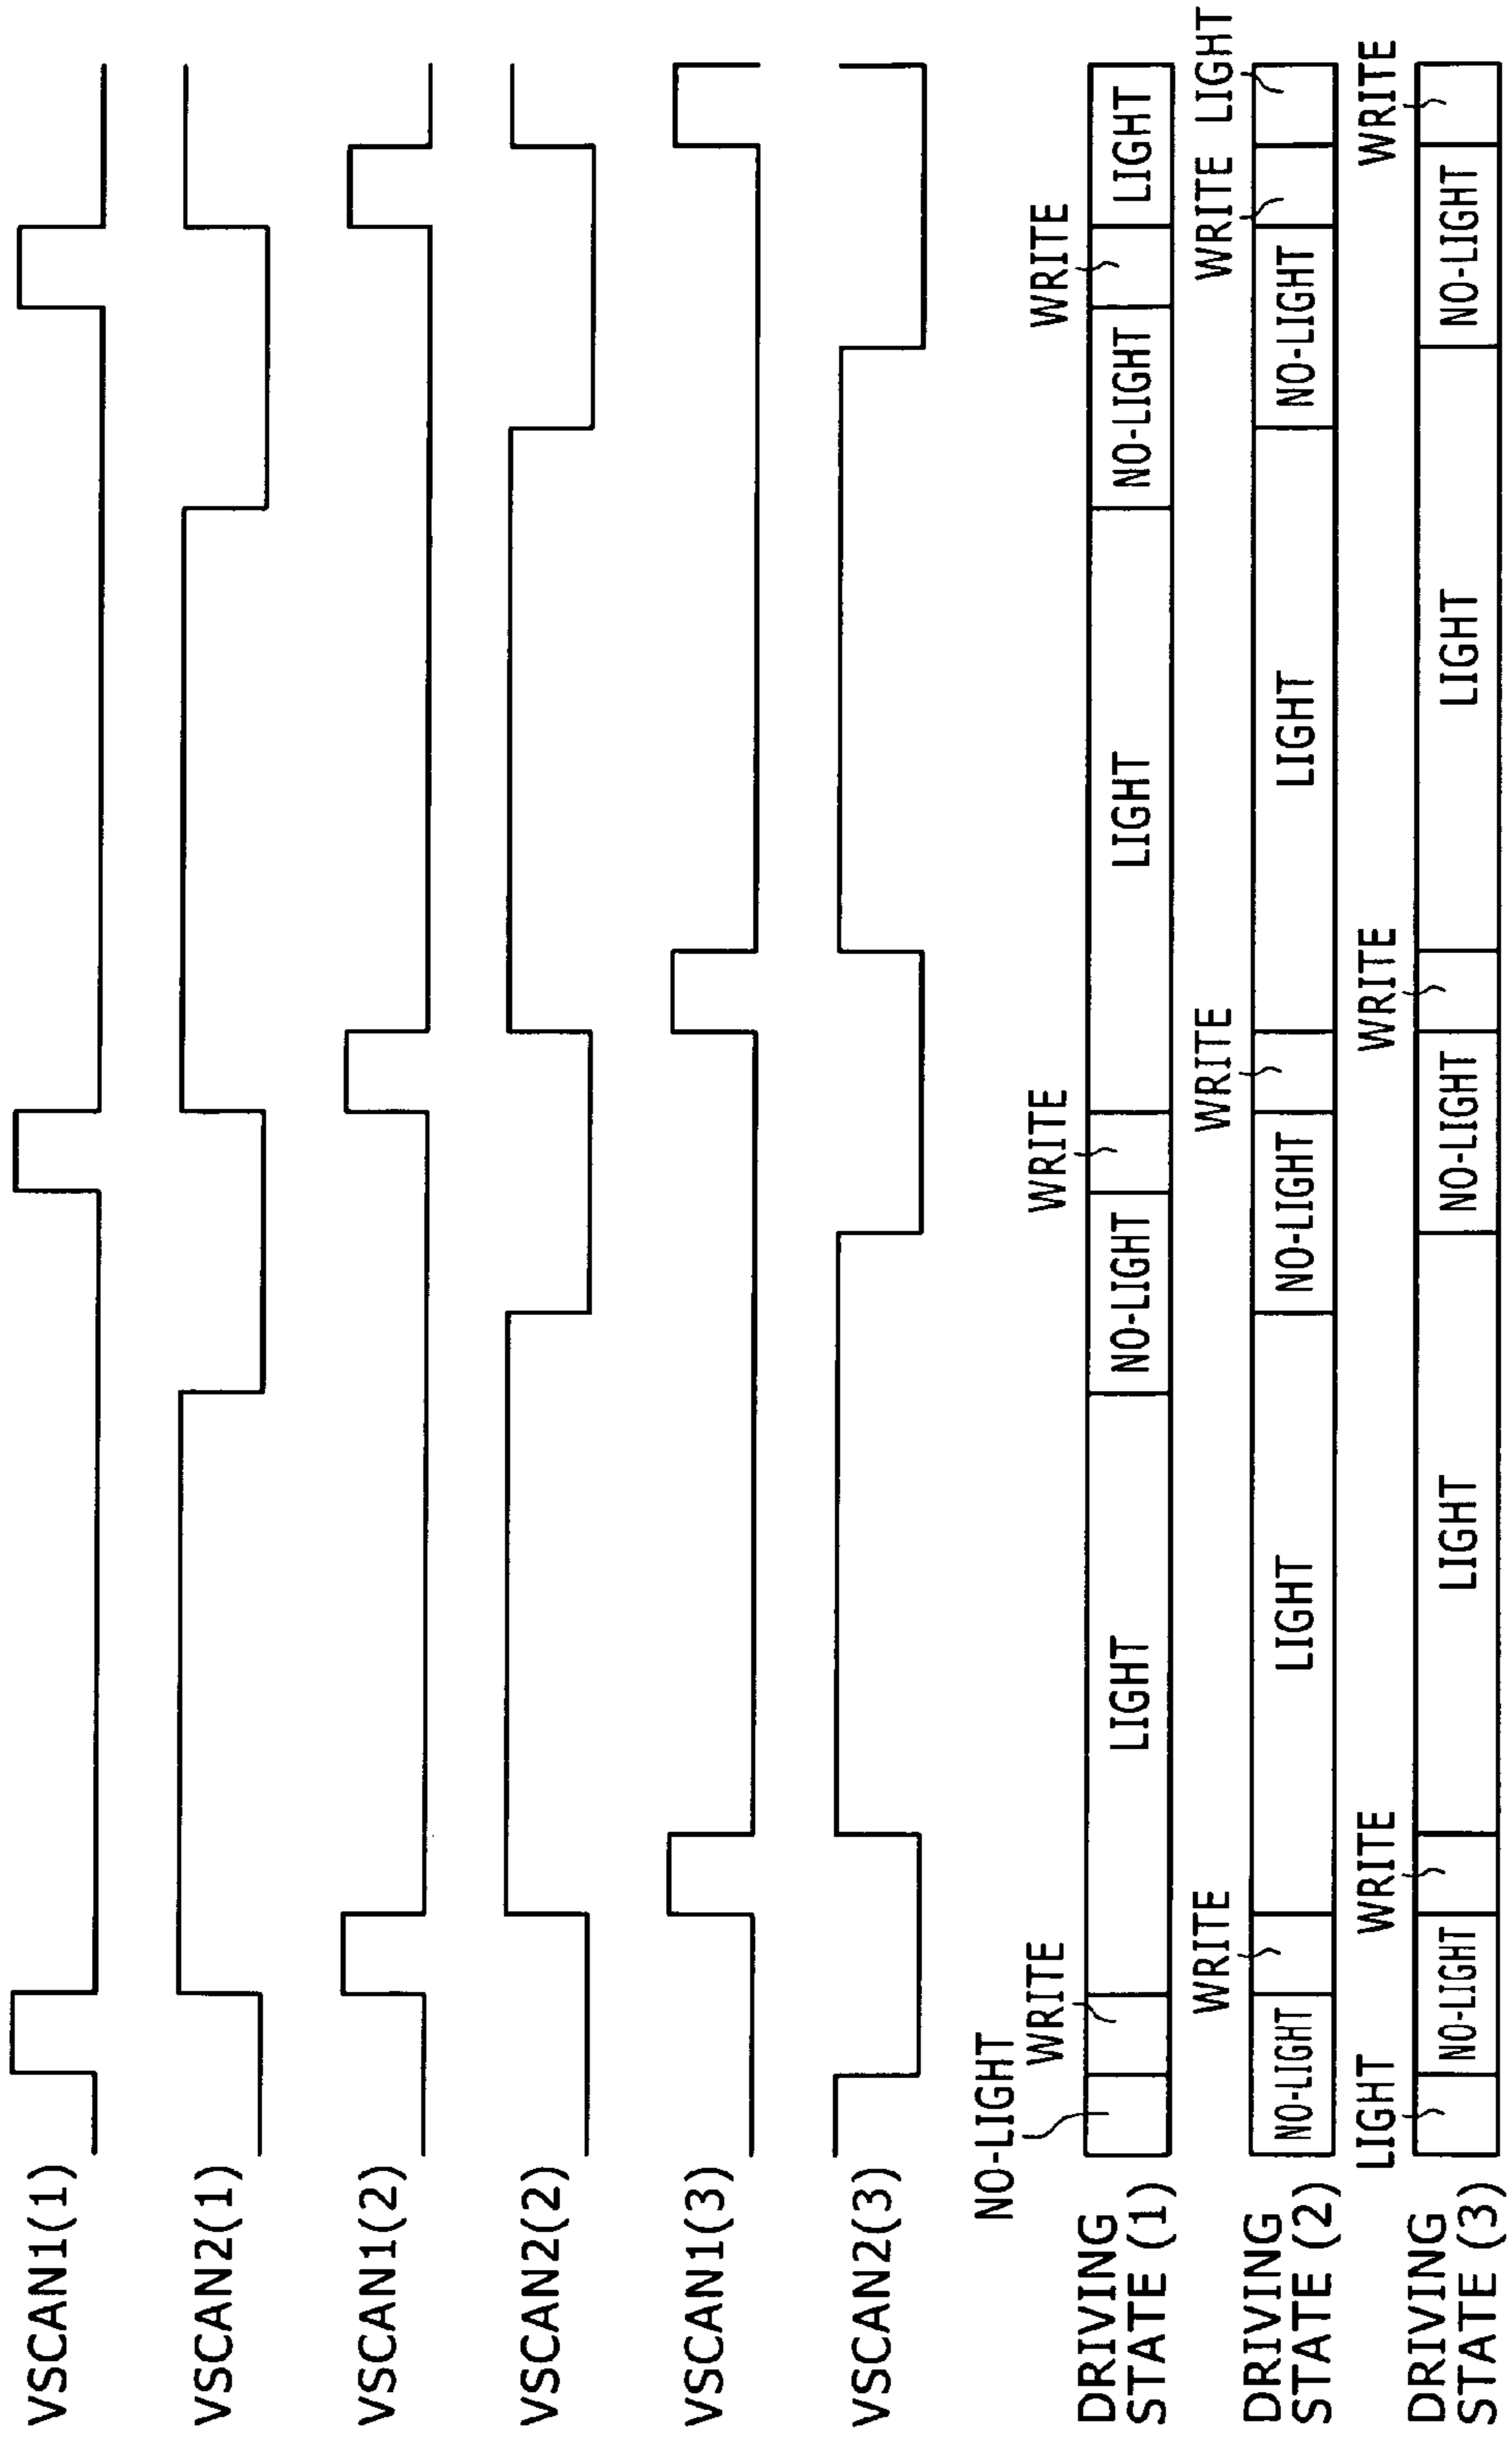 VSCAN1(1)
VSCAN2(1)
VSCAN1(2)
VSCAN2(2)
VSCAN1(3)
VSCAN2(3)
NO-LIGHT
WRITE WRITE WRITE
DRIVING
STATE (1)
LIGHT NO-LIGHT LIGHT NO-LIGHT LIGHT
WRITE WRITE WRITE LIGHT
DRIVING
STATE (2)
NO-LIGHT LIGHT NO-LIGHT LIGHT NO-LIGHT
LIGHT WRITE WRITE WRITE
DRIVING
STATE (3)
NO-LIGHT LIGHT NO-LIGHT LIGHT NO-LIGHT